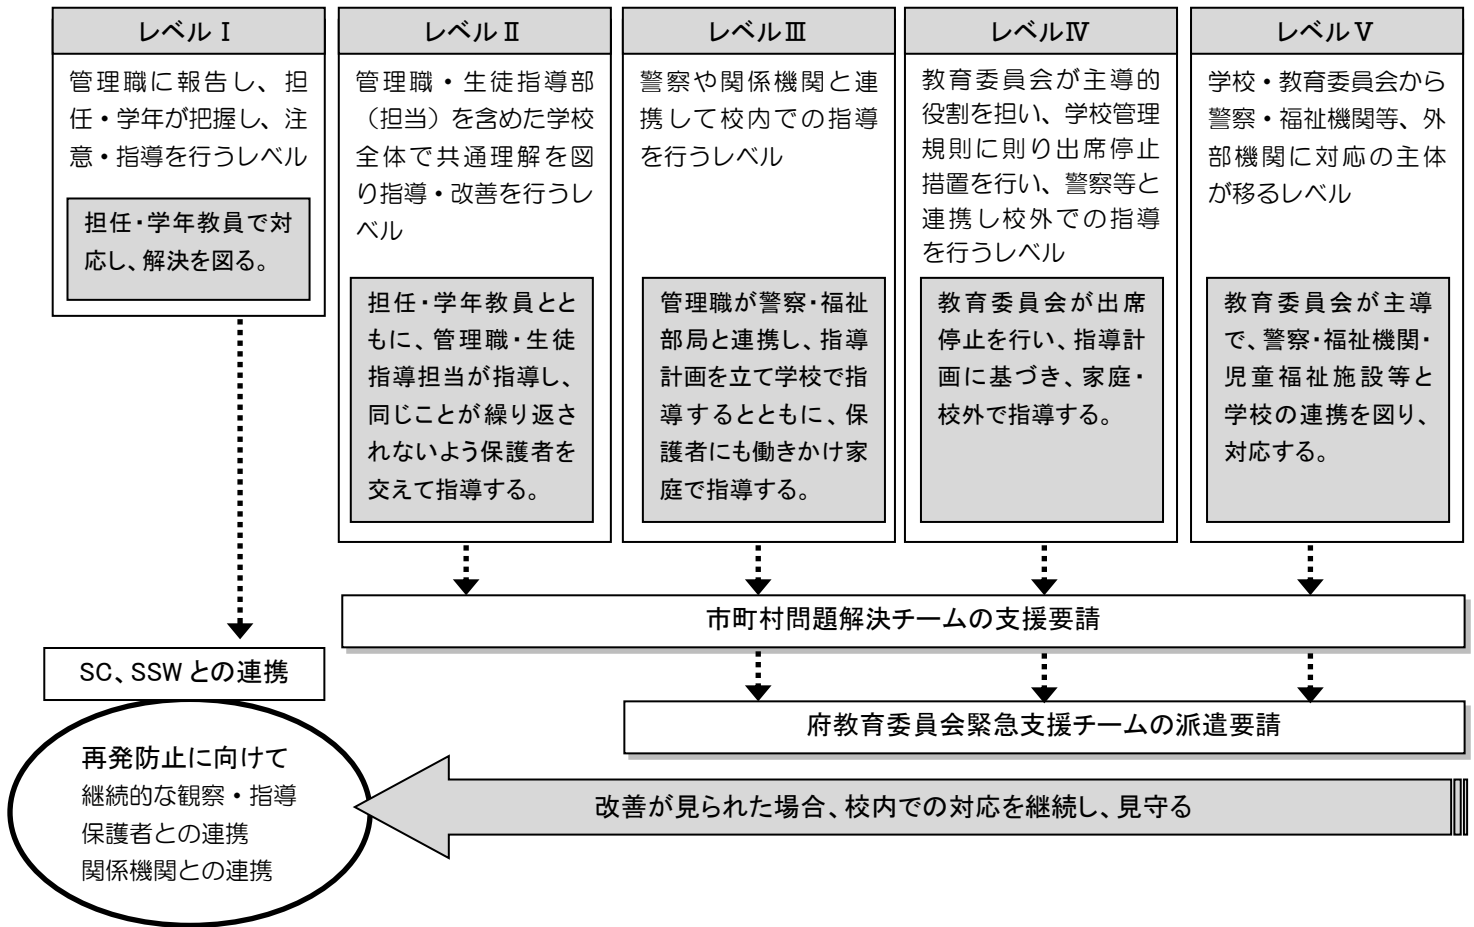 レベルⅠ
管理職に報告し、担
任・学年が把握し、注
意・指導を行うレベル
担任・学年教員で対
応し、解決を図る。
レベルⅡ
管理職・生徒指導部
（担当）を含めた学校
全体で共通理解を図
り指導・改善を行うレ
ベル
担任・学年教員とと
もに、管理職・生徒
指導担当が指導し、
同じことが繰り返さ
れないよう保護者を
交えて指導する。
レベルⅢ
警察や関係機関と連
携して校内での指導
を行うレベル
管理職が警察・福祉
部局と連携し、指導
計画を立て学校で指
導するとともに、保
護者にも働きかけ家
庭で指導する。
レベルⅣ
教育委員会が主導的
役割を担い、学校管理
規則に則り出席停止
措置を行い、警察等と
連携し校外での指導
を行うレベル
教育委員会が出席
停止を行い、指導計
画に基づき、家庭・
校外で指導する。
レベルⅤ
学校・教育委員会から
警察・福祉機関等、外
部機関に対応の主体
が移るレベル
教育委員会が主導
で、警察・福祉機関・
児童福祉施設等と
学校の連携を図り、
対応する。
市町村問題解決チームの支援要請
SC、SSWとの連携
府教育委員会緊急支援チームの派遣要請
再発防止に向けて
継続的な観察・指導
保護者との連携
関係機関との連携
改善が見られた場合、校内での対応を継続し、見守る